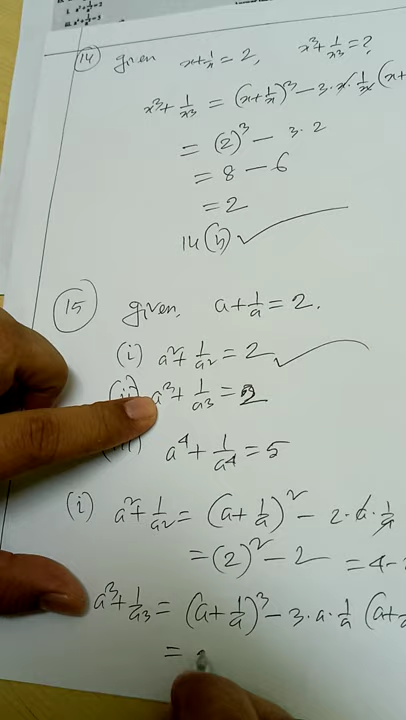 (14) given x+1/x = 2, x³+1/x³ = ?
x³+1/x³ = (x+1/x)³ − 3·x·1/x (x+
= (2)³ − 3·2
= 8 − 6
= 2
14 (b) ✓
(15) given, a+1/a = 2.
(i) a²+1/a² = 2 ✓
(ii) a³+1/a³ = 2
(iii) a⁴+1/a⁴ = 5
(i) a²+1/a² = (a+1/a)² − 2·a·1/a
= (2)² − 2 = 4 −
a³+1/a³ = (a+1/a)³ − 3·a·1/a (a+
=